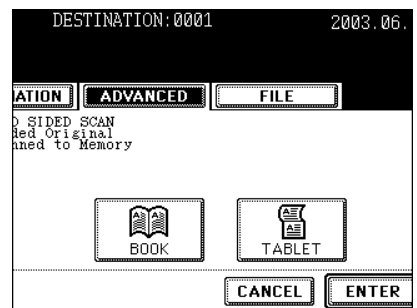 DESTINATION:0001 2003.06.
ATION ADVANCED FILE
SIDED SCAN
ded Original
nned to Memory
BOOK TABLET
CANCEL ENTER